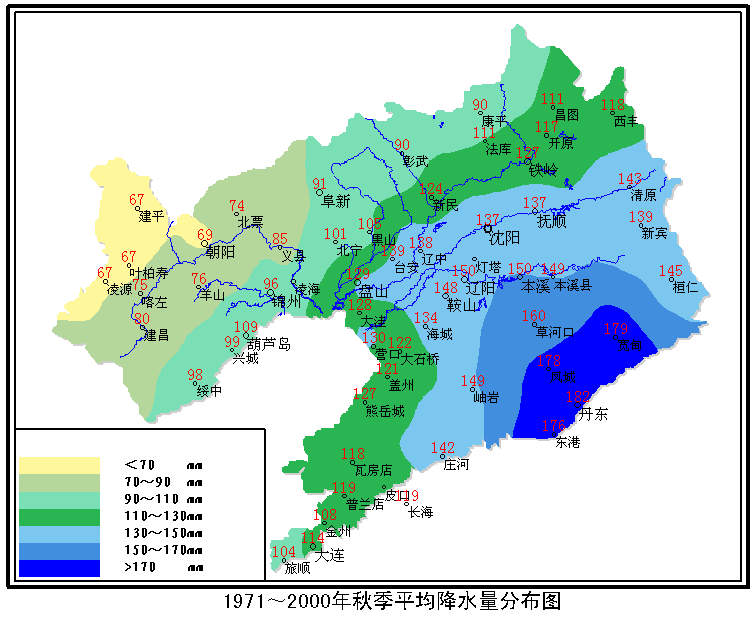 90
康平
111
昌图
118
西丰
111
法库
117
开原
127
铁岭
90
彰武
143
清原
124
新民
91
阜新
67
建平
74
北票
137
沈阳
137
抚顺
139
新宾
69
朝阳
85
义县
101
北宁
105
黑山
138
辽中
139
台安
灯塔
67
叶柏寿
67
凌源
75
喀左
76
羊山
96
锦州
凌海
129
盘山
150
辽阳
150
本溪
149
本溪县
145
桓仁
148
鞍山
128
大洼
80
建昌
109
葫芦岛
99
兴城
134
海城
160
草河口
179
宽甸
130
营口
122
大石桥
178
98
绥中
盖州
149
岫岩
127
熊岳城
丹东
176
东港
142
庄河
118
瓦房店
119
普兰店
皮口
长海
108
金州
114
大连
104
旅顺
＜70 mm
70～90 mm
90～110 mm
110～130mm
130～150mm
150～170mm
>170 mm
1971～2000年秋季平均降水量分布图